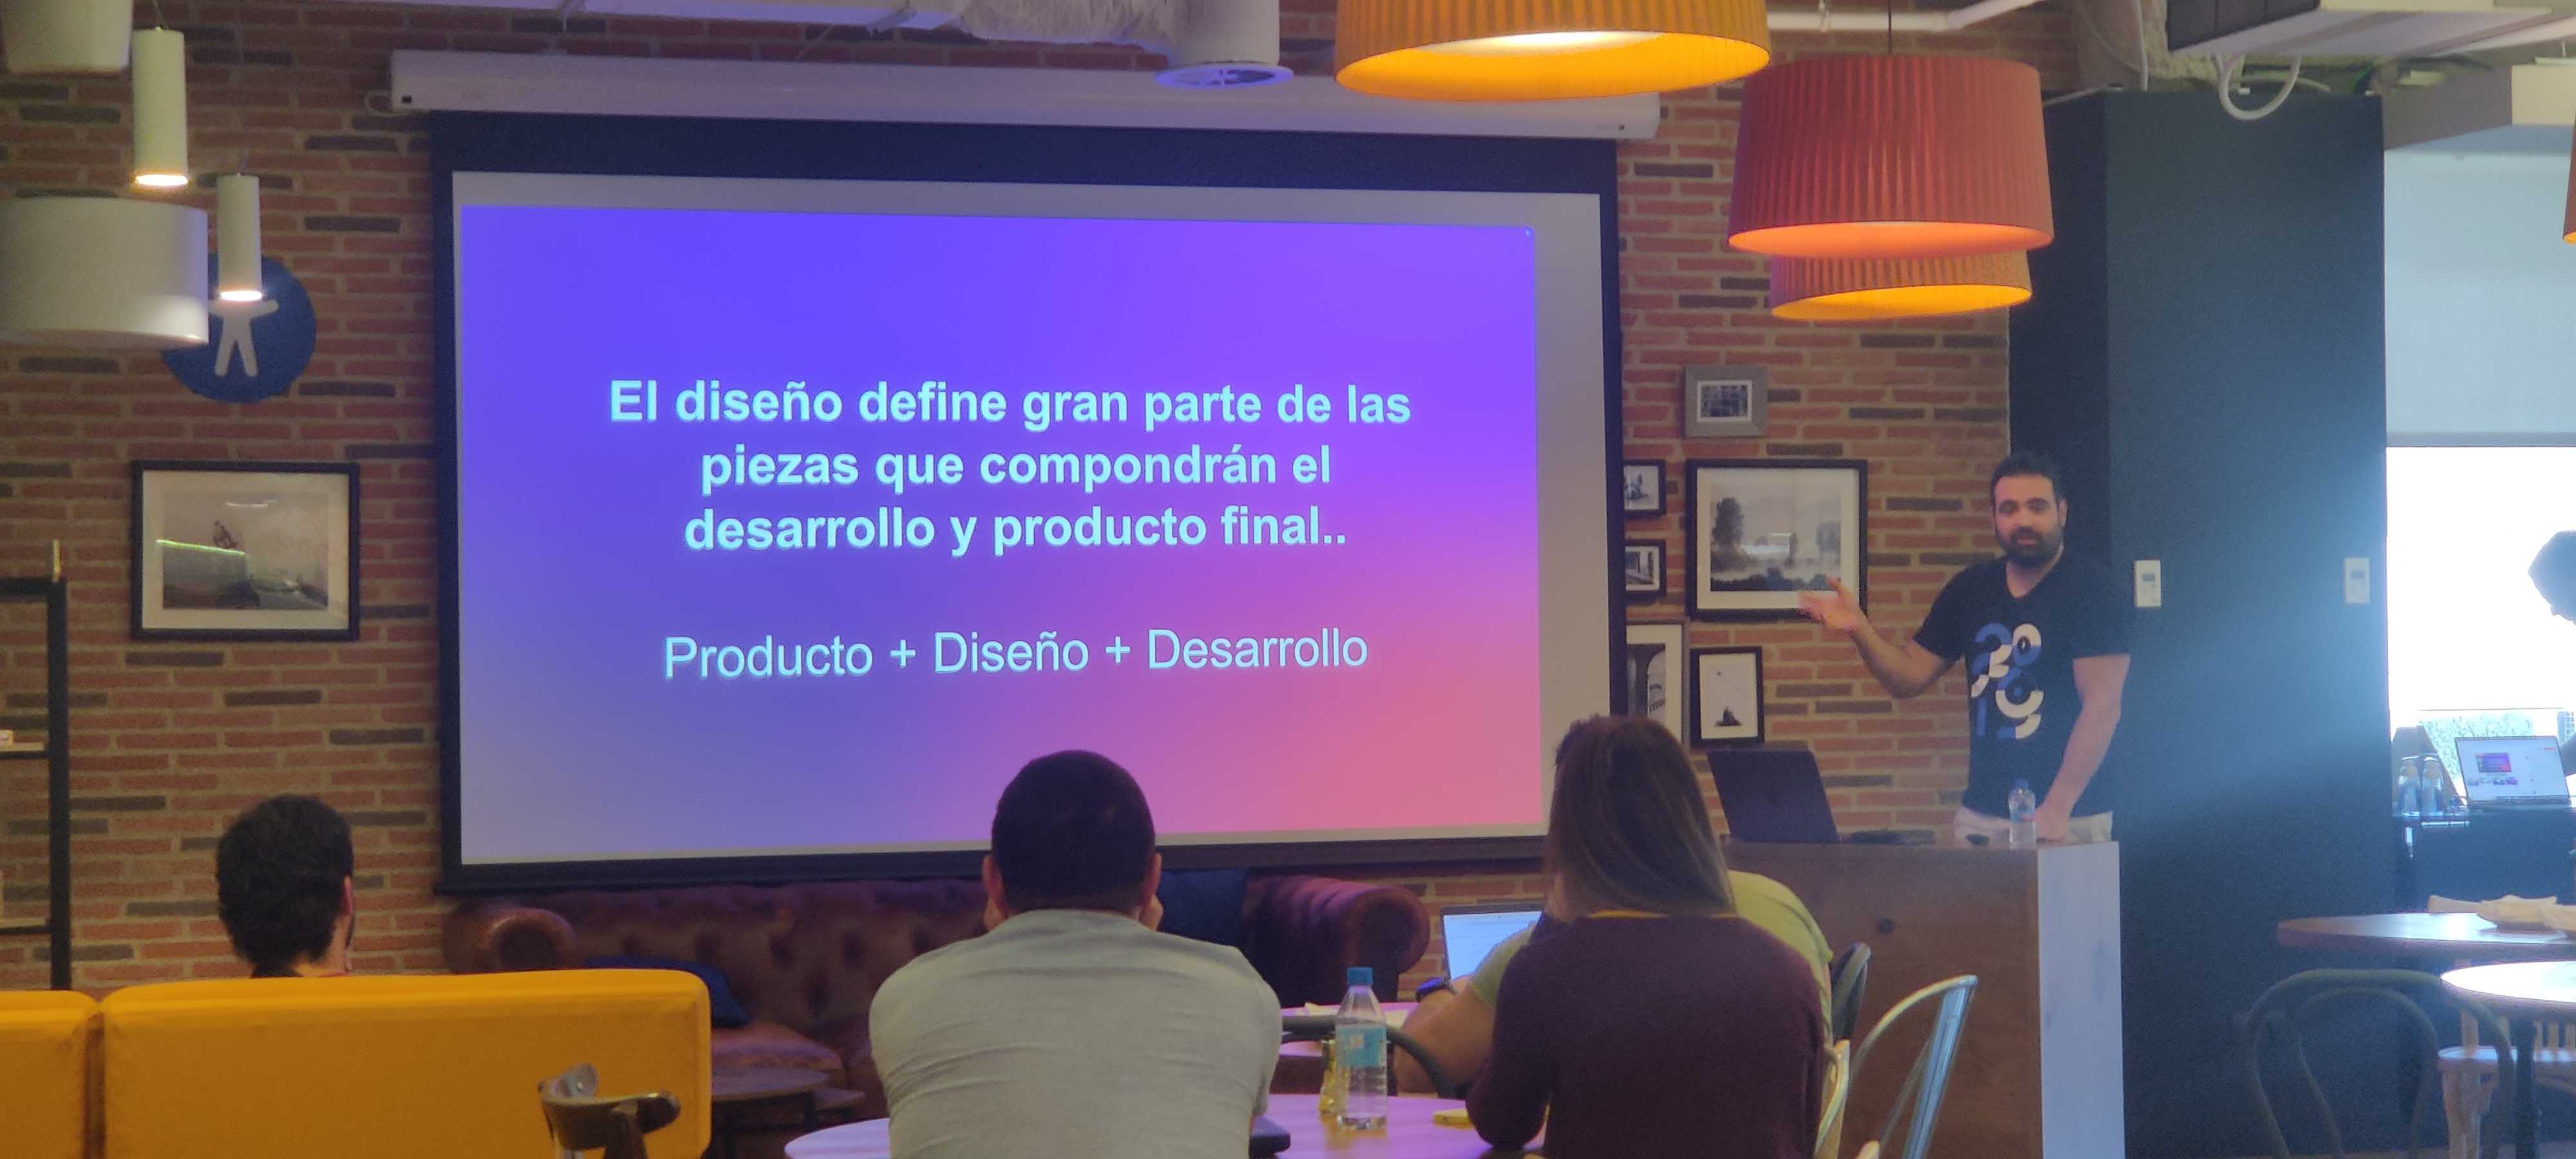 El diseño define gran parte de las
piezas que compondrán el
desarrollo y producto final..
Producto + Diseño + Desarrollo